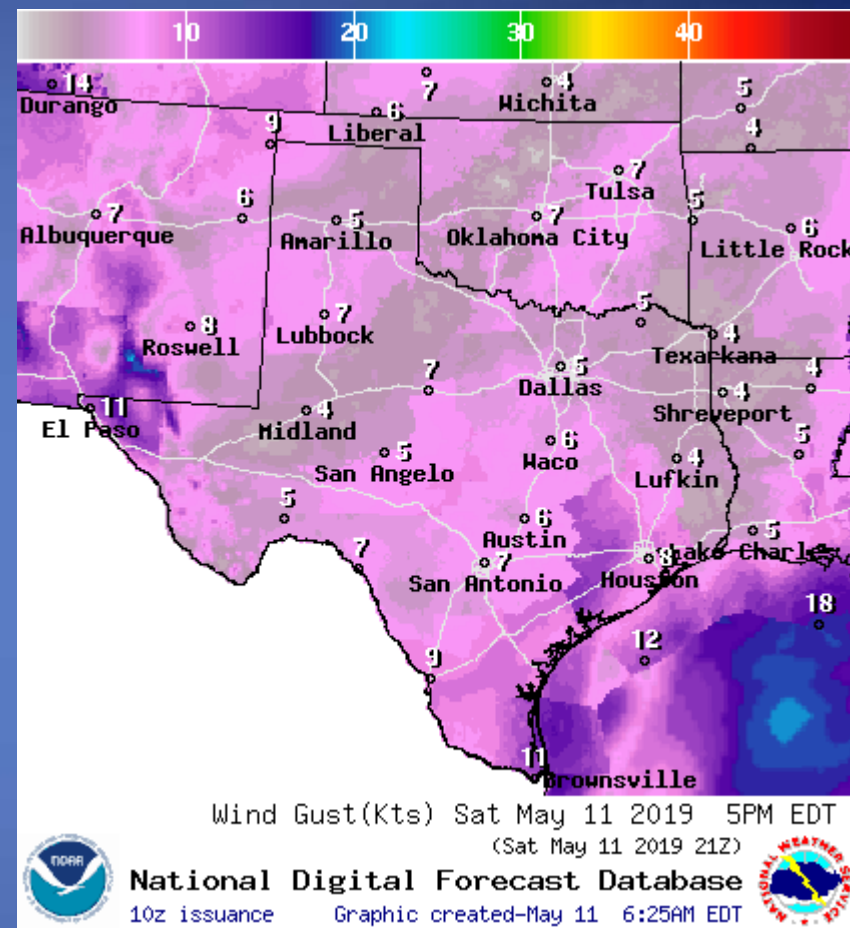 10 20 30 40
14 7 4 5
Durango Wichita
9 6 4
Liberal
7 Tulsa
7 6 5 7 5 6
Albuquerque Amarillo Oklahoma City Little Rock
8 7 5 4
Roswell Lubbock Texarkana
7 5
Dallas
11 4 4 4
El Paso Midland Shreveport
5 6 4 5
San Angelo Waco Lufkin
5 6 5
Austin Lake Charles
7 7 8
San Antonio Houston
18
9 12
11
Brownsville
Wind Gust(Kts) Sat May 11 2019 5PM EDT
(Sat May 11 2019 21Z)
NOAA
National Digital Forecast Database
10z issuance Graphic created-May 11 6:25AM EDT
NATIONAL WEATHER SERVICE